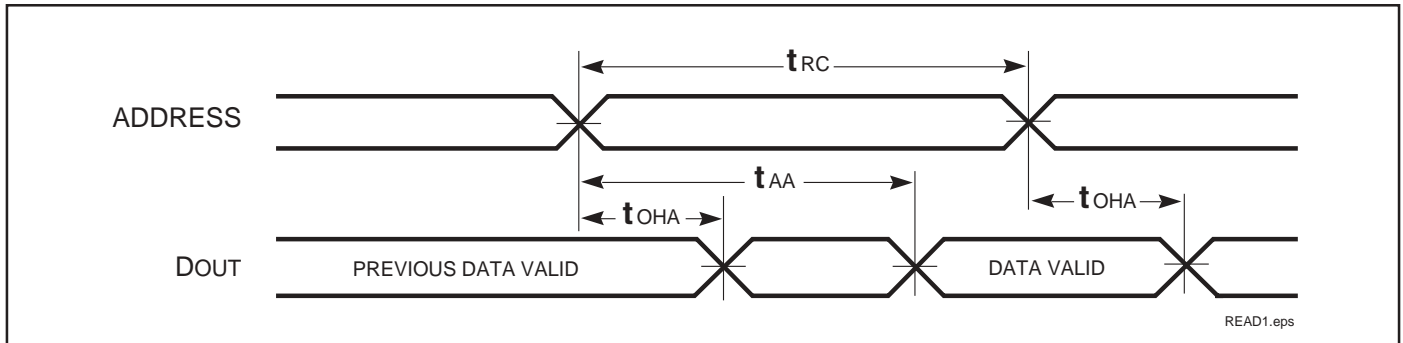 tRC
ADDRESS
tAA
tOHA
tOHA
DOUT
PREVIOUS DATA VALID
DATA VALID
READ1.eps